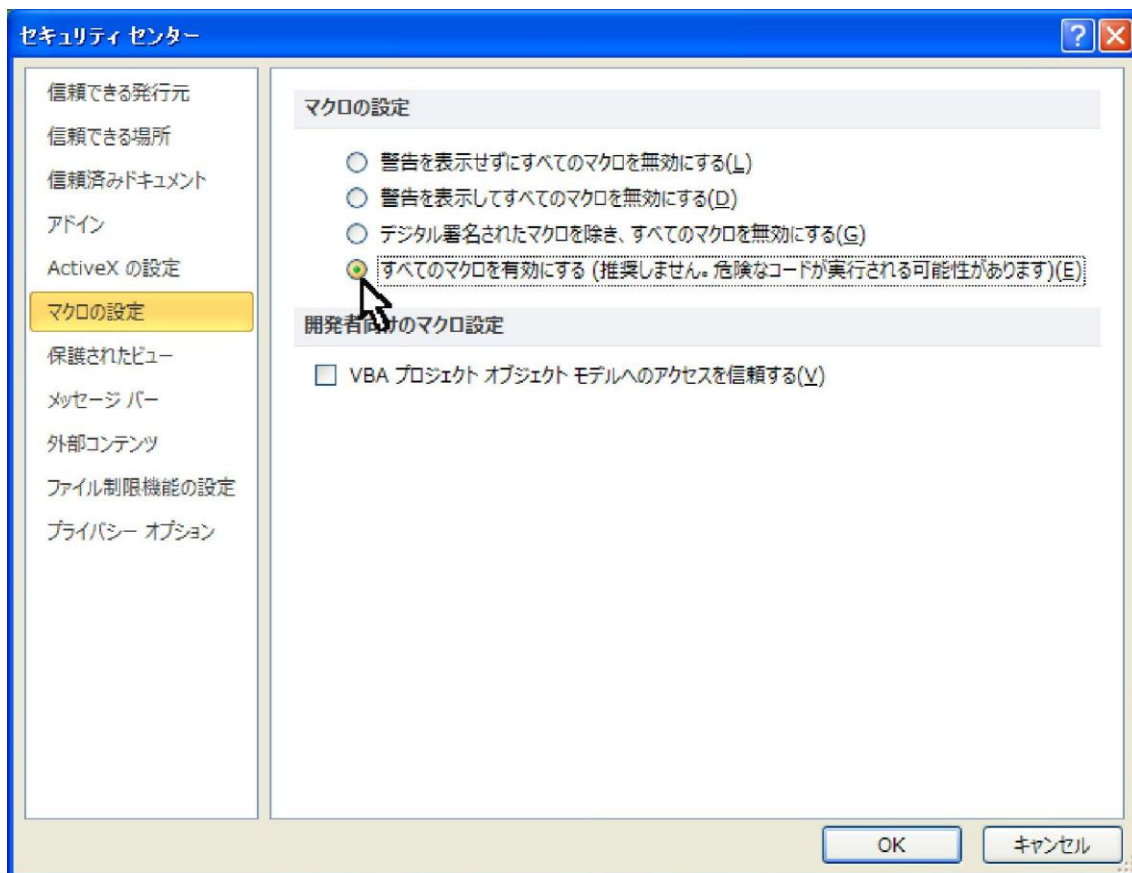 セキュリティ センター
信頼できる発行元
信頼できる場所
信頼済みドキュメント
アドイン
ActiveX の設定
マクロの設定
保護されたビュー
メッセージ バー
外部コンテンツ
ファイル制限機能の設定
プライバシー オプション
マクロの設定
警告を表示せずにすべてのマクロを無効にする(L)
警告を表示してすべてのマクロを無効にする(D)
デジタル署名されたマクロを除き、すべてのマクロを無効にする(G)
すべてのマクロを有効にする (推奨しません。危険なコードが実行される可能性があります)(E)
開発者向けのマクロ設定
VBA プロジェクト オブジェクト モデルへのアクセスを信頼する(V)
OK
キャンセル